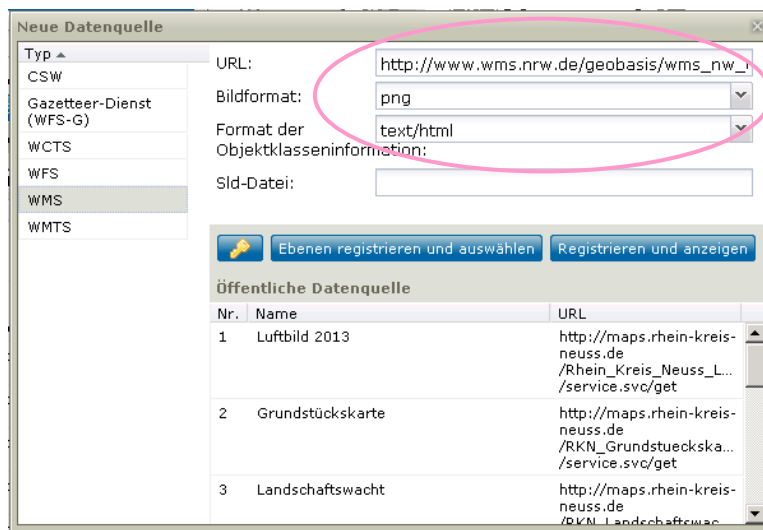 Neue Datenquelle
Typ
CSW
Gazetteer-Dienst
(WFS-G)
WCTS
WFS
WMS
WMTS
URL:
http://www.wms.nrw.de/geobasis/wms_nw_
Bildformat:
png
Format der
Objektklasseninformation:
text/html
Sld-Datei:
Ebenen registrieren und auswählen
Registrieren und anzeigen
Öffentliche Datenquelle
Nr. Name URL
1 Luftbild 2013 http://maps.rhein-kreis-
neuss.de
/Rhein_Kreis_Neuss_L...
/service.svc/get
2 Grundstückskarte http://maps.rhein-kreis-
neuss.de
/RKN_Grundstueckska...
/service.svc/get
3 Landschaftswacht http://maps.rhein-kreis-
neuss.de
/RKN_Landschaftswac...